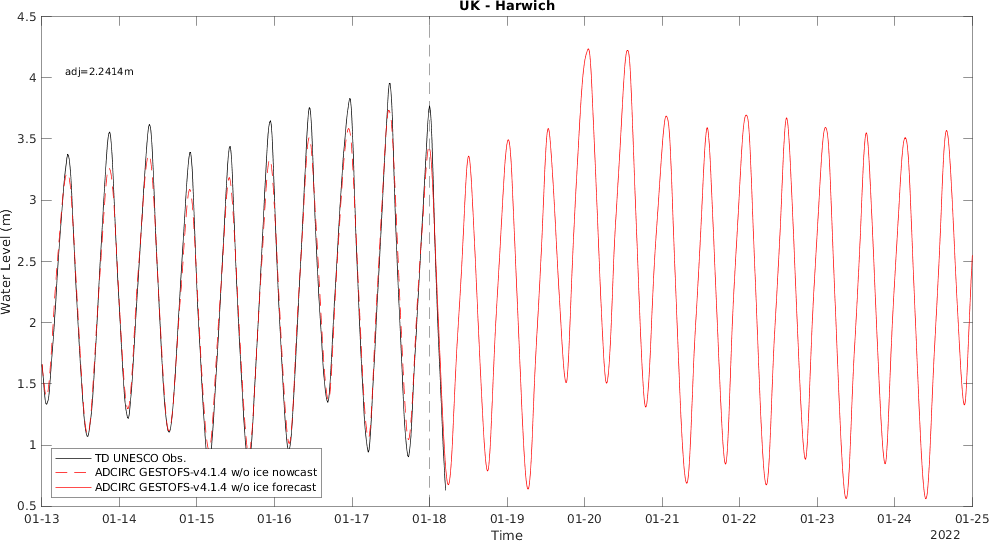 UK - Harwich
4.5
4
3.5
3
2.5
2
1.5
1
0.5
Water Level (m)
adj=2.2414m
TD UNESCO Obs.
ADCIRC GESTOFS-v4.1.4 w/o ice nowcast
ADCIRC GESTOFS-v4.1.4 w/o ice forecast
01-13 01-14 01-15 01-16 01-17 01-18 01-19 01-20 01-21 01-22 01-23 01-24 01-25
Time
2022